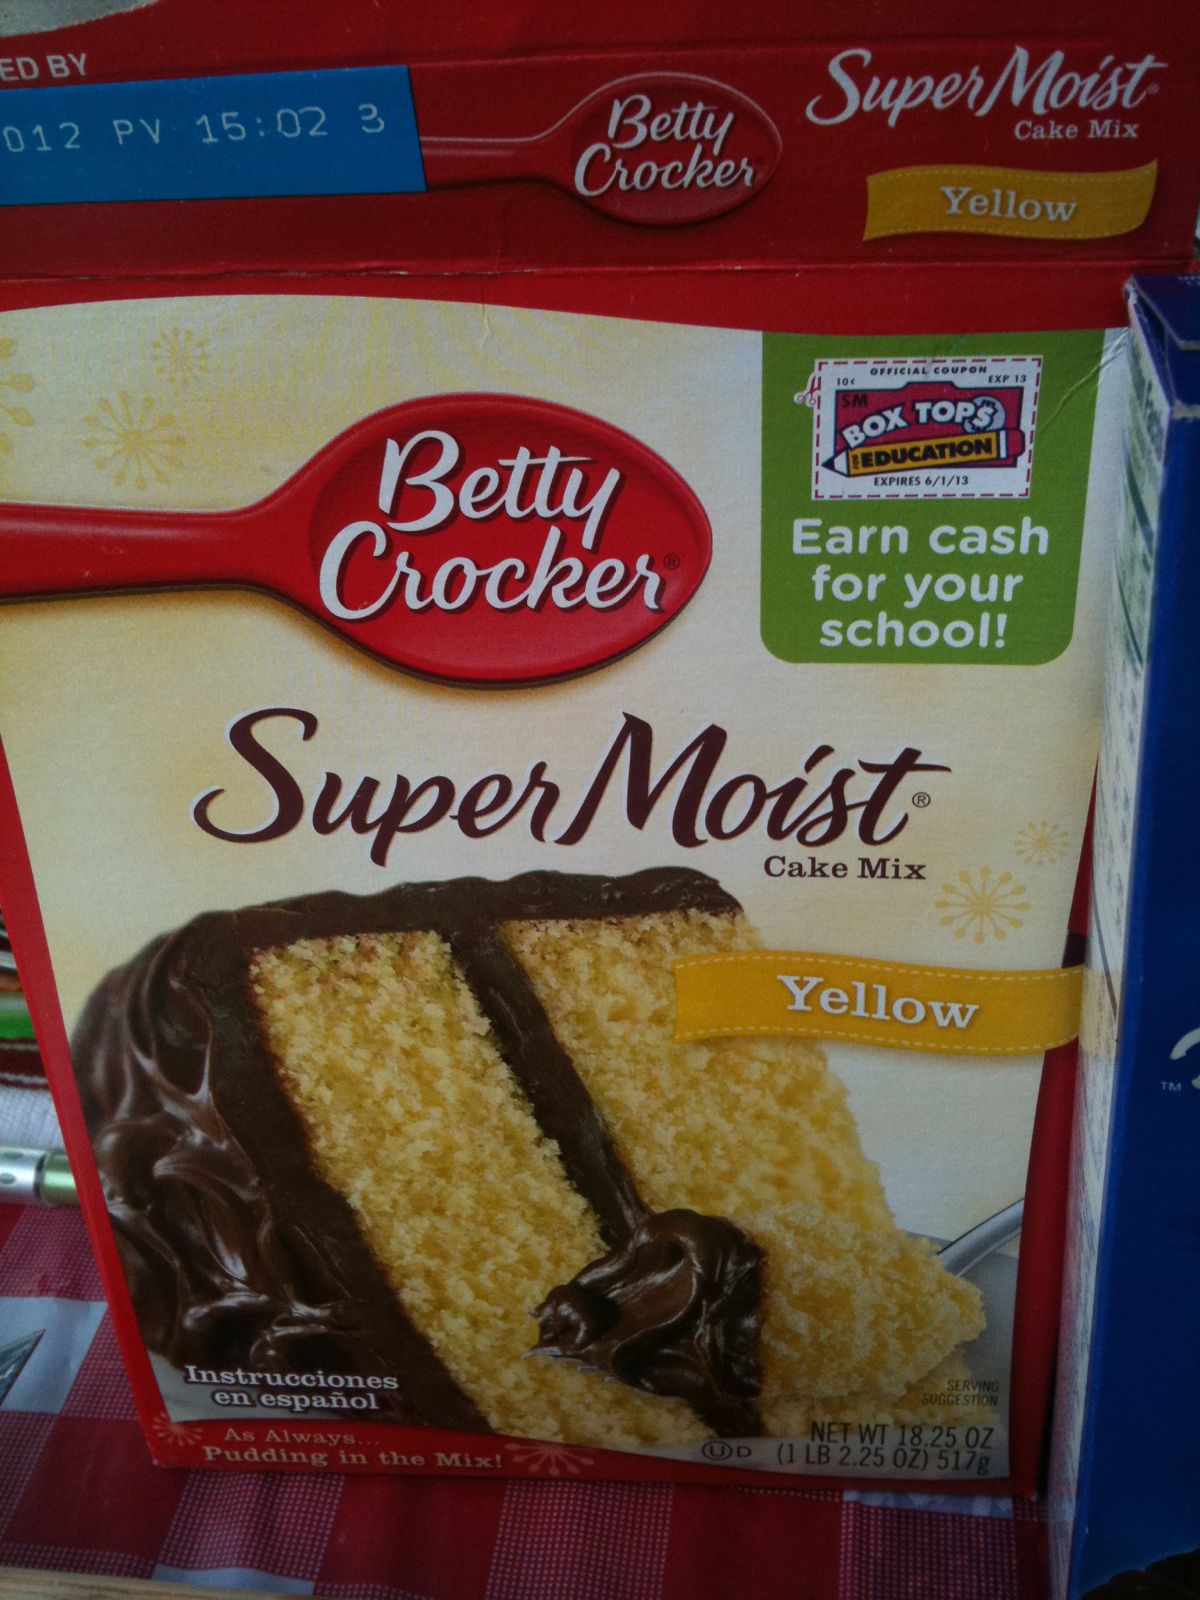 ED BY
012 PV 15:02 3
Betty
Crocker
SuperMoist
Cake Mix
Yellow
OFFICIAL COUPON
10¢
EXP 13
SM
BOX TOPS
FOR EDUCATION
EXPIRES 6/1/13
Earn cash
for your
school!
Betty
Crocker®
SuperMoist®
Cake Mix
Yellow
TM
Instrucciones
en español
SERVING
SUGGESTION
As Always...
Pudding in the Mix!
NET WT 18.25 OZ
U D (1 LB 2.25 OZ) 517g